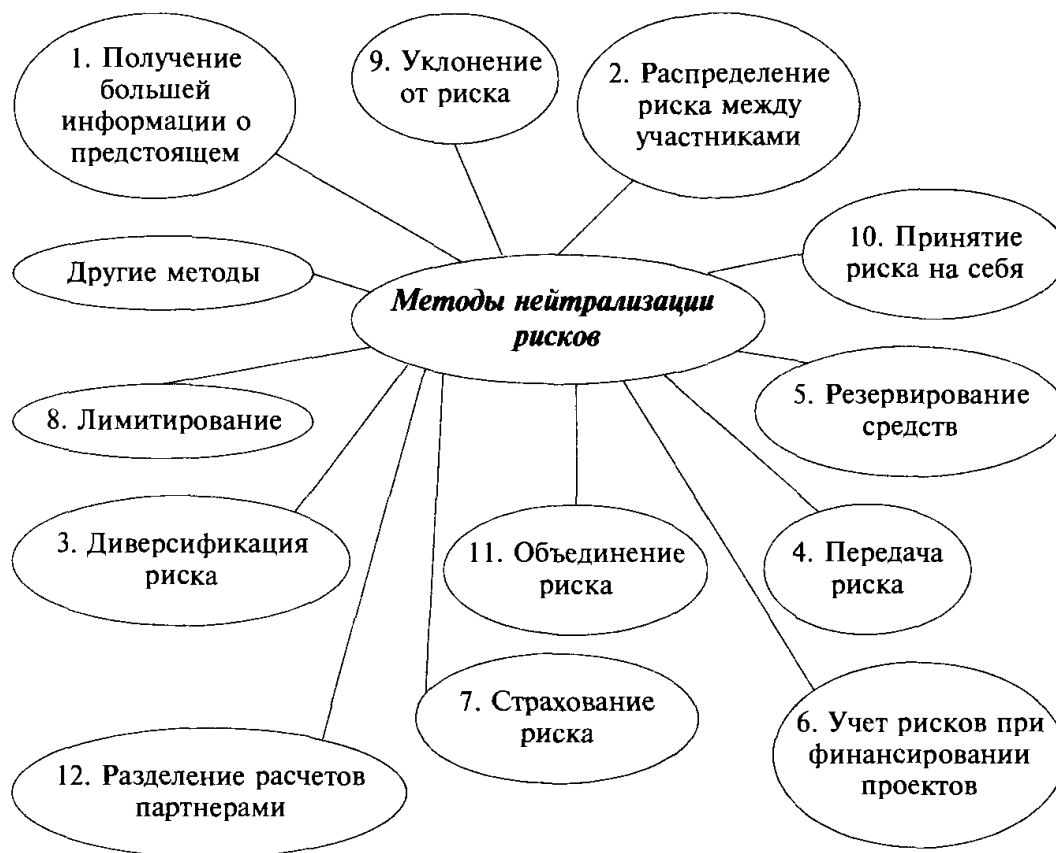 1. Получение
большей
информации о
предстоящем
9. Уклонение
от риска
2. Распределение
риска между
участниками
Другие методы
Методы нейтрализации
рисков
10. Принятие
риска на себя
8. Лимитирование
5. Резервирование
средств
3. Диверсификация
риска
11. Объединение
риска
4. Передача
риска
7. Страхование
риска
6. Учет рисков при
финансировании
проектов
12. Разделение расчетов
партнерами